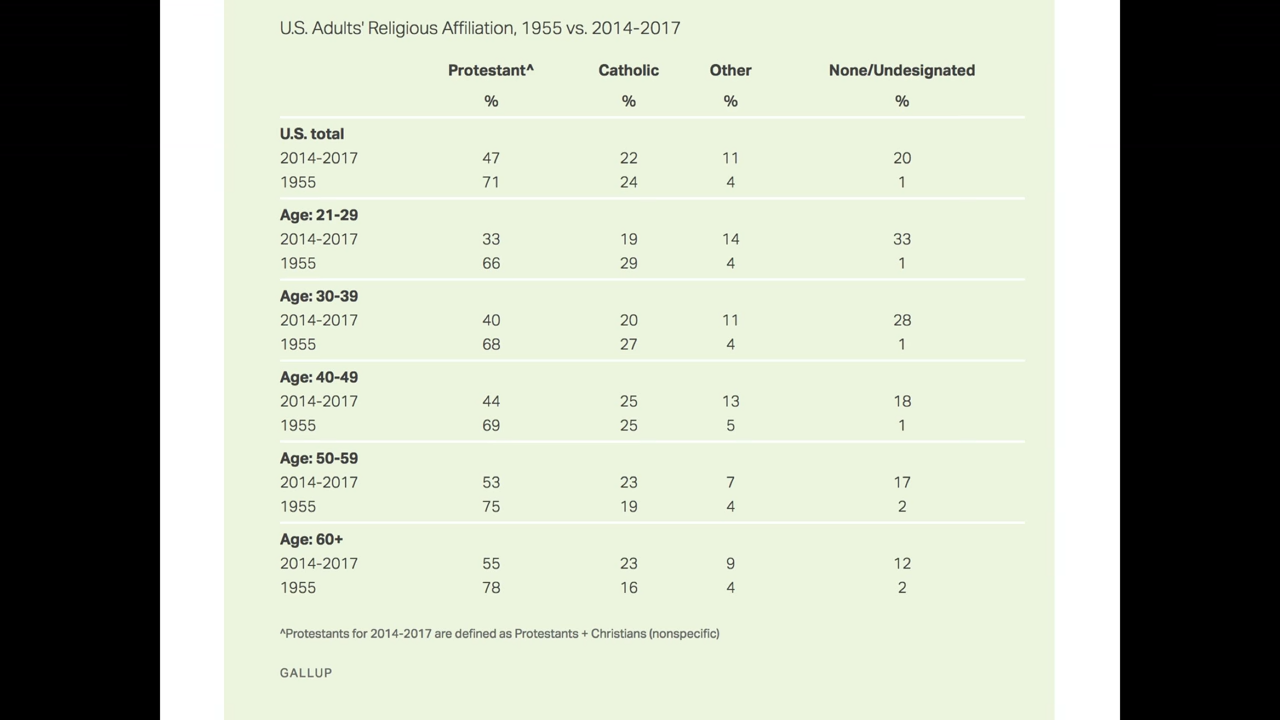 U.S. Adults' Religious Affiliation, 1955 vs. 2014-2017
Protestant^ Catholic Other None/Undesignated
% % % %
U.S. total
2014-2017 47 22 11 20
1955 71 24 4 1
Age: 21-29
2014-2017 33 19 14 33
1955 66 29 4 1
Age: 30-39
2014-2017 40 20 11 28
1955 68 27 4 1
Age: 40-49
2014-2017 44 25 13 18
1955 69 25 5 1
Age: 50-59
2014-2017 53 23 7 17
1955 75 19 4 2
Age: 60+
2014-2017 55 23 9 12
1955 78 16 4 2
^Protestants for 2014-2017 are defined as Protestants + Christians (nonspecific)
GALLUP